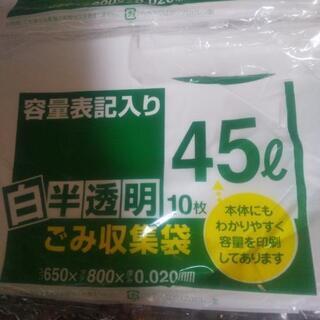 容量表記入り
45ℓ
白半透明
10枚
ごみ収集袋
本体にも
わかりやすく
容量を印刷
してあります
650×800×0.020mm